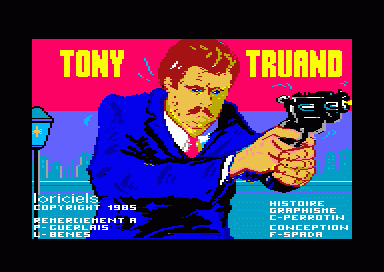 TONY TRUAND
loriciels
COPYRIGHT 1985
REMERCIEMENT A
P- GUERLAIS
L- BENES
HISTOIRE
GRAPHISME
C-PERROTIN
CONCEPTION
F-SPADA